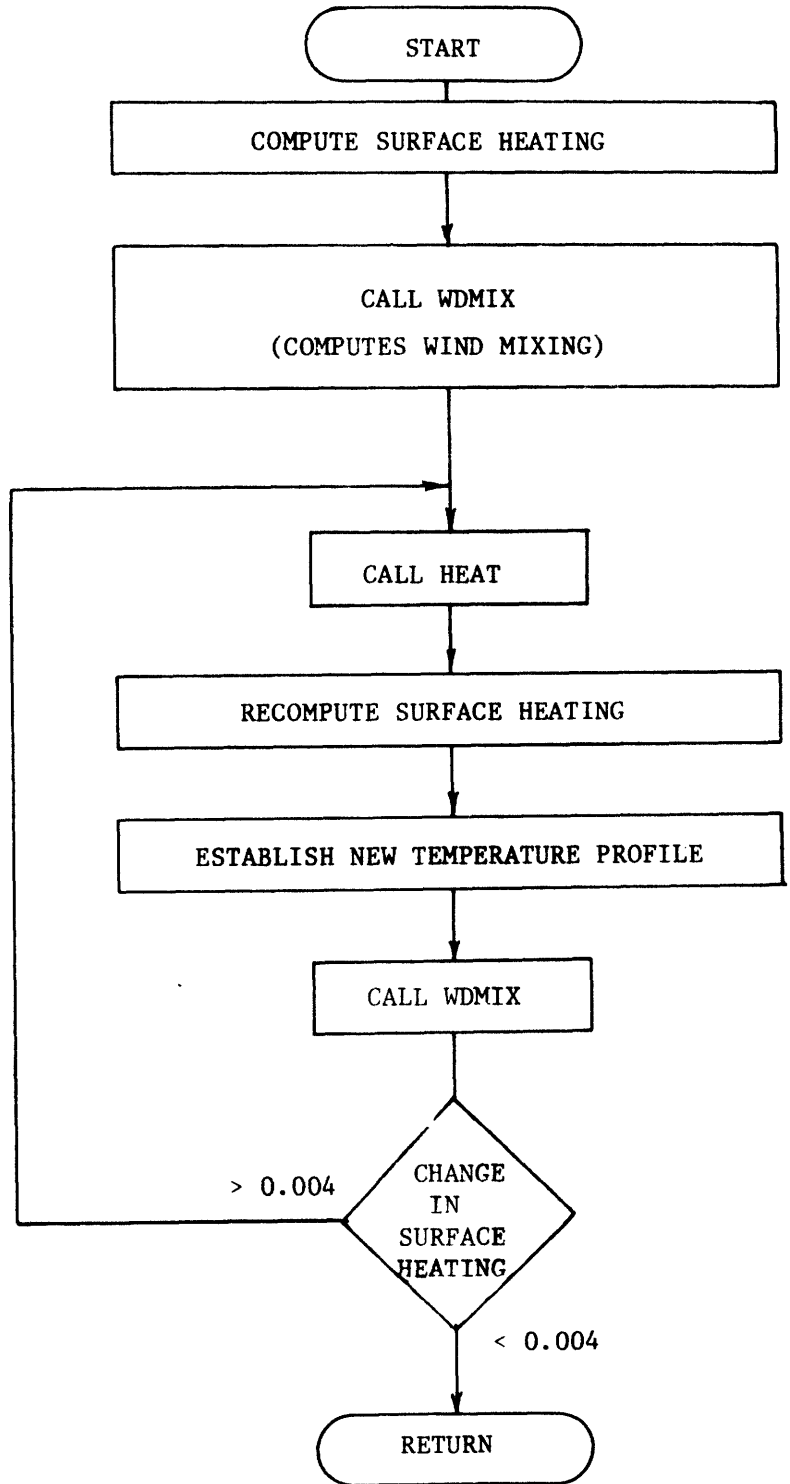 START
COMPUTE SURFACE HEATING
CALL WDMIX
(COMPUTES WIND MIXING)
CALL HEAT
RECOMPUTE SURFACE HEATING
ESTABLISH NEW TEMPERATURE PROFILE
CALL WDMIX
> 0.004
CHANGE
IN
SURFACE
HEATING
< 0.004
RETURN